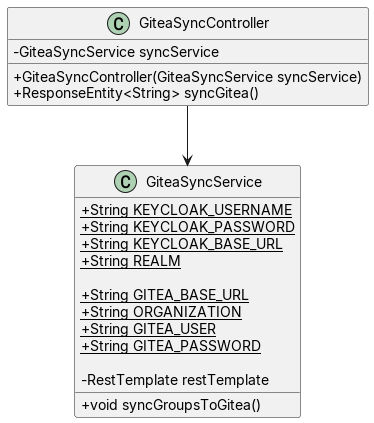 C GiteaSyncController
-GiteaSyncService syncService
+GiteaSyncController(GiteaSyncService syncService)
+ResponseEntity<String> syncGitea()
C GiteaSyncService
+String KEYCLOAK_USERNAME
+String KEYCLOAK_PASSWORD
+String KEYCLOAK_BASE_URL
+String REALM
+String GITEA_BASE_URL
+String ORGANIZATION
+String GITEA_USER
+String GITEA_PASSWORD
-RestTemplate restTemplate
+void syncGroupsToGitea()